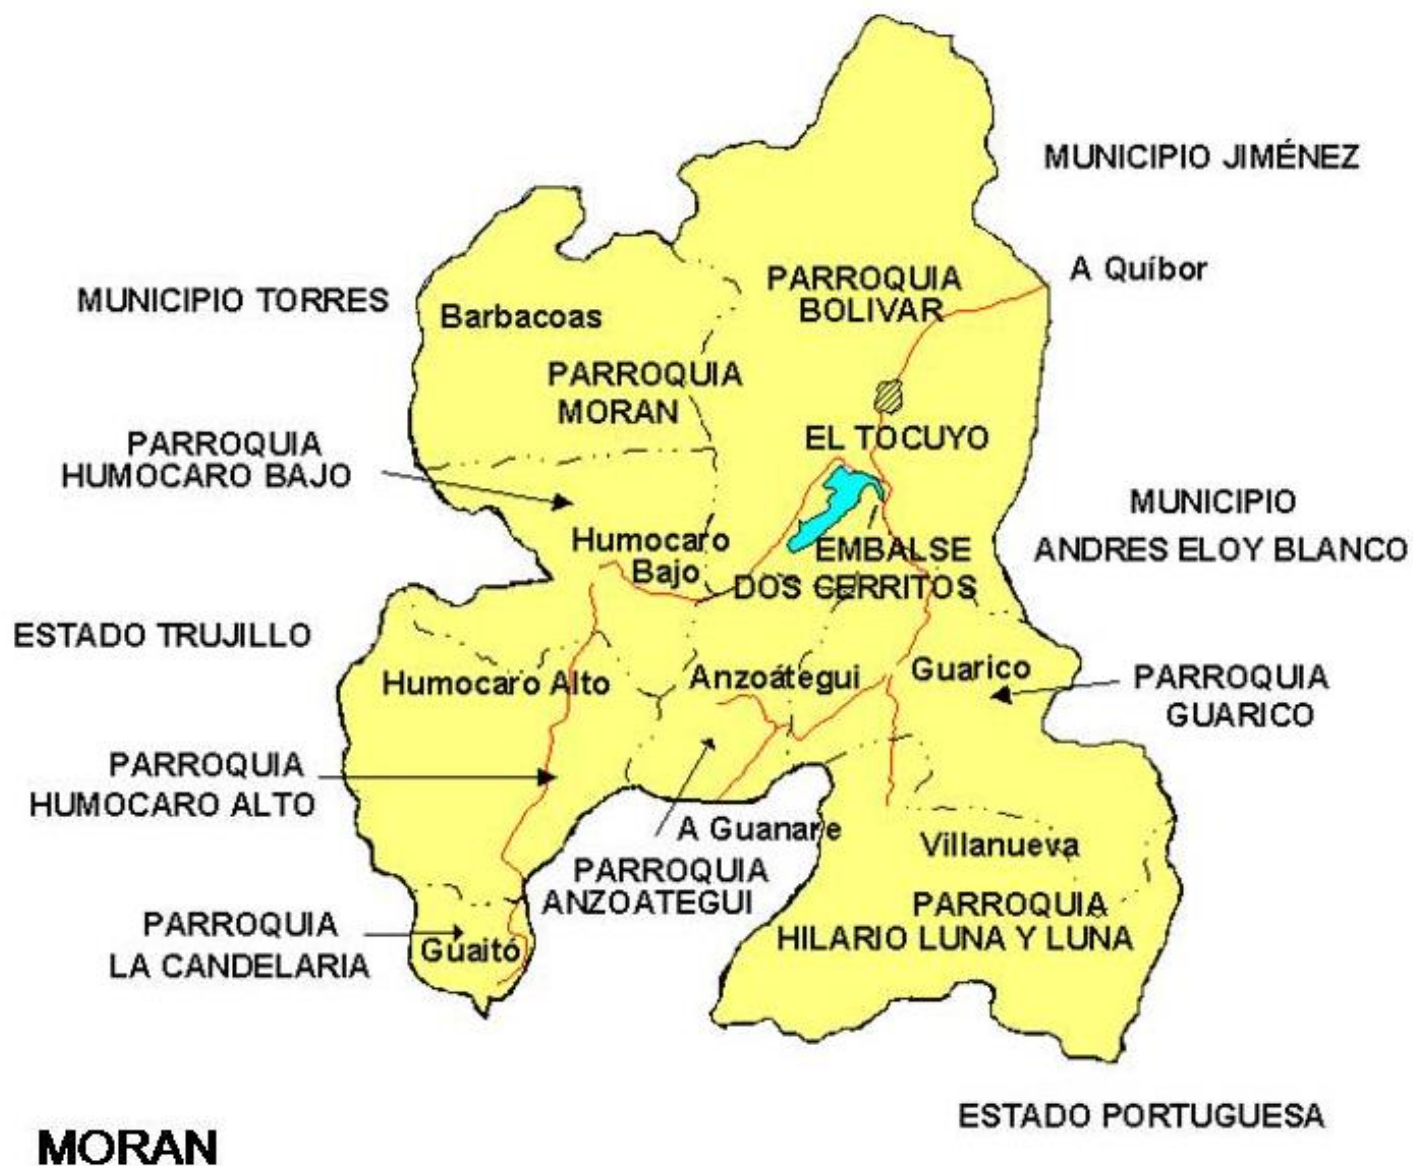 MUNICIPIO JIMÉNEZ
A Quíbor
PARROQUIA
BOLIVAR
MUNICIPIO TORRES
Barbacoas
PARROQUIA
MORAN
PARROQUIA
HUMOCARO BAJO
EL TOCUYO
MUNICIPIO
ANDRES ELOY BLANCO
Humocaro
Bajo
EMBALSE
DOS CERRITOS
ESTADO TRUJILLO
Humocaro Alto
Anzoátegui
Guarico
PARROQUIA
GUARICO
PARROQUIA
HUMOCARO ALTO
A Guanare
Villanueva
PARROQUIA
ANZOATEGUI
PARROQUIA
HILARIO LUNA Y LUNA
PARROQUIA
LA CANDELARIA
Guaitó
ESTADO PORTUGUESA
MORAN